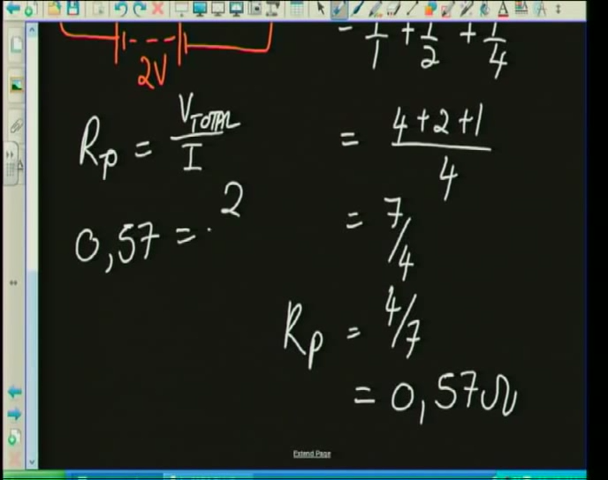 = 1/1 + 1/2 + 1/4
2V
Rp = VTOTAL/I
= (4+2+1)/4
0,57 = 2
= 7/4
Rp = 4/7
= 0,57Ω
Extend Page